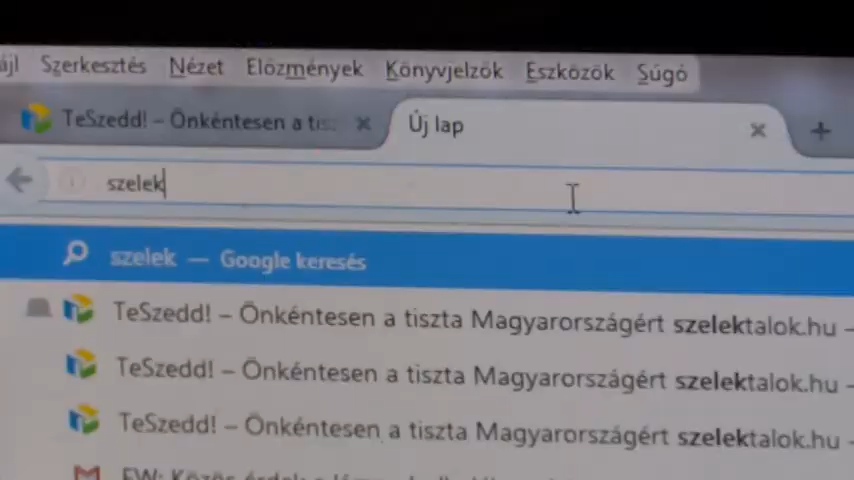 ájl Szerkesztés Nézet Előzmények Könyvjelzők Eszközök Súgó
TeSzedd! – Önkéntesen a tis
Új lap
szelek
szelek — Google keresés
TeSzedd! – Önkéntesen a tiszta Magyarországért szelektalok.hu –
TeSzedd! – Önkéntesen a tiszta Magyarországért szelektalok.hu –
TeSzedd! – Önkéntesen a tiszta Magyarországért szelektalok.hu –